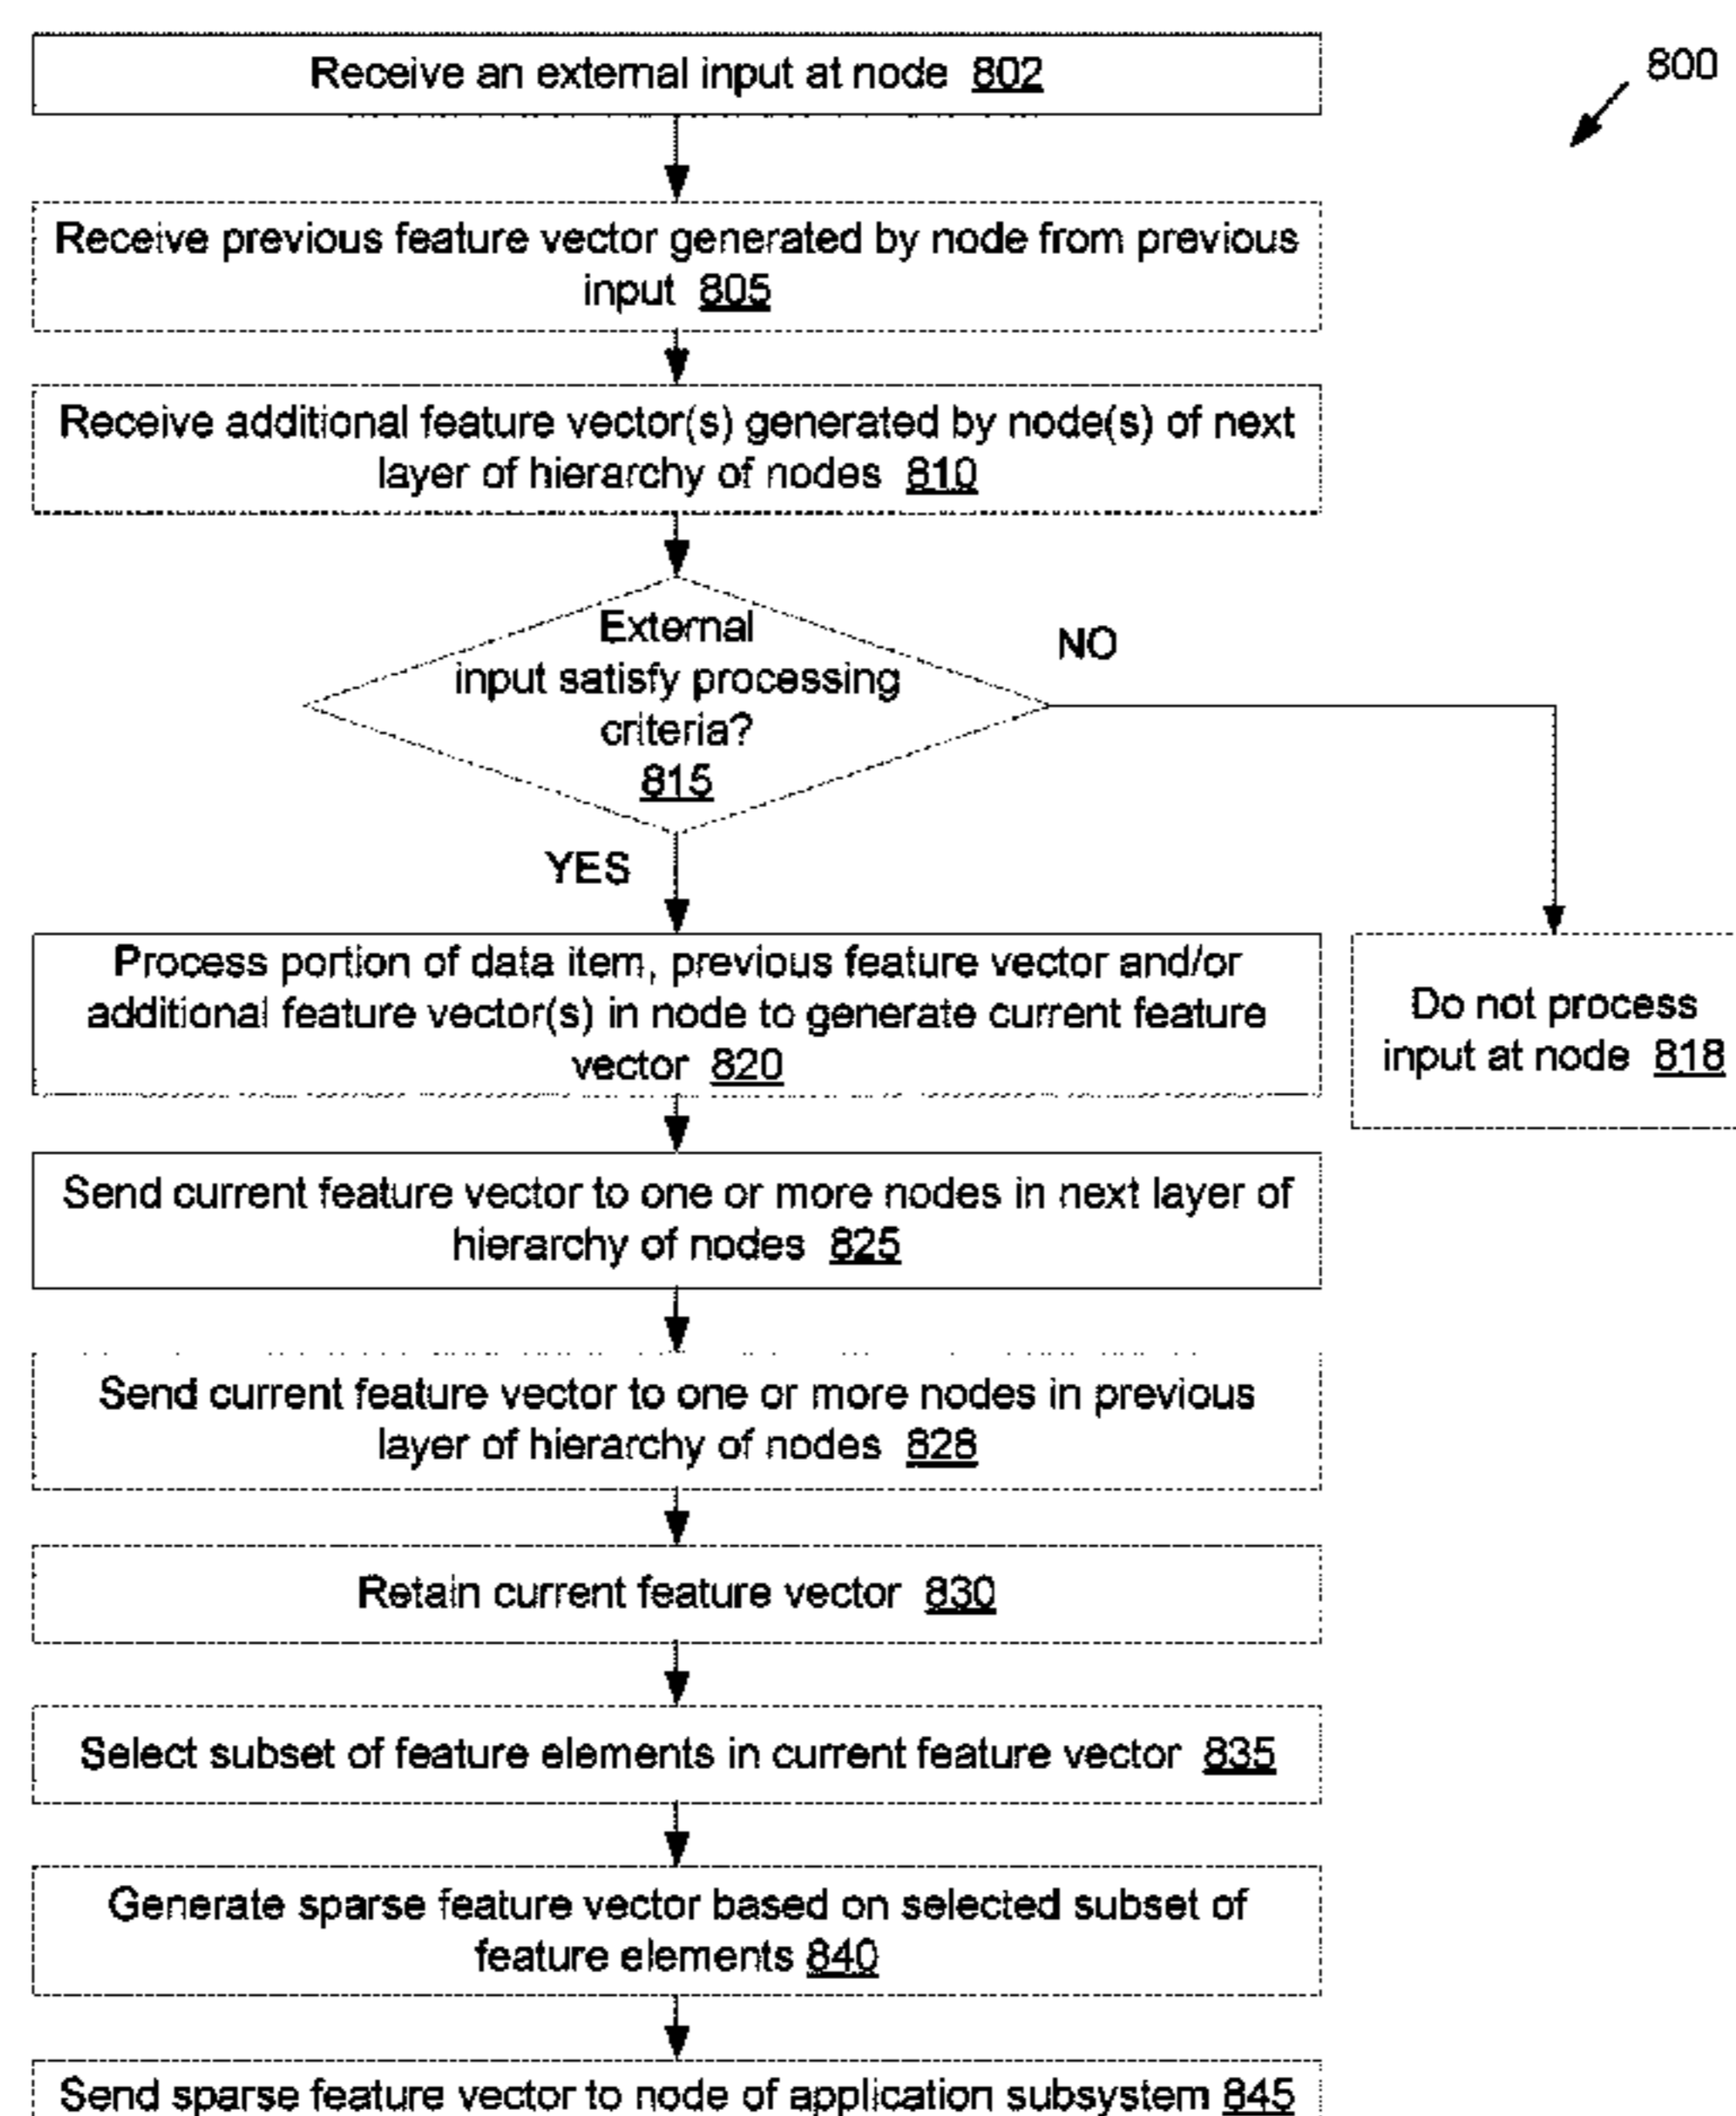 800
Receive an external input at node 802
Receive previous feature vector generated by node from previous
input 805
Receive additional feature vector(s) generated by node(s) of next
layer of hierarchy of nodes 810
External
input satisfy processing
criteria?
815
NO
YES
Process portion of data item, previous feature vector and/or
additional feature vector(s) in node to generate current feature
vector 820
Do not process
input at node 818
Send current feature vector to one or more nodes in next layer of
hierarchy of nodes 825
Send current feature vector to one or more nodes in previous
layer of hierarchy of nodes 828
Retain current feature vector 830
Select subset of feature elements in current feature vector 835
Generate sparse feature vector based on selected subset of
feature elements 840
Send sparse feature vector to node of application subsystem 845